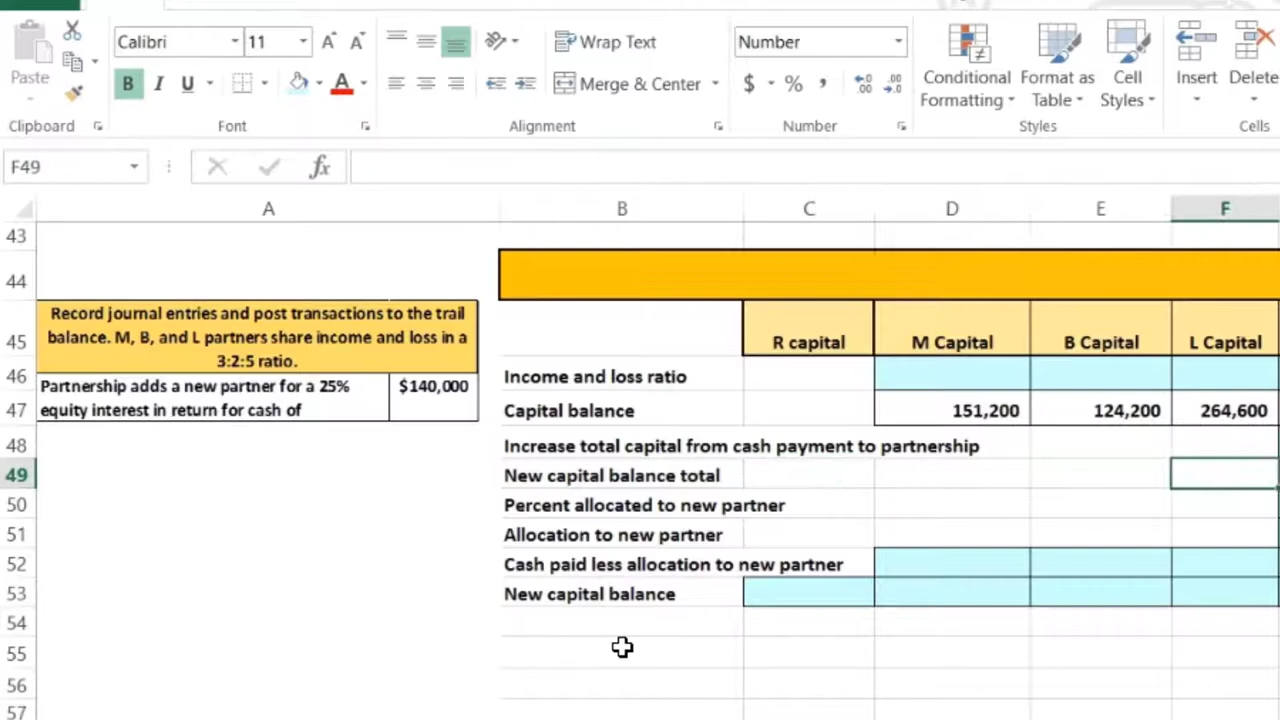 Calibri 11 Wrap Text Number Conditional Format as Cell Insert Delete
Paste B I U A Merge & Center $ % , Formatting Table Styles
Clipboard Font Alignment Number Styles Cells
F49 fx
A B C D E F
43
44
Record journal entries and post transactions to the trail
balance. M, B, and L partners share income and loss in a
3:2:5 ratio.
45 R capital M Capital B Capital L Capital
Partnership adds a new partner for a 25% $140,000
equity interest in return for cash of
46 Income and loss ratio
47 Capital balance 151,200 124,200 264,600
48 Increase total capital from cash payment to partnership
49 New capital balance total
50 Percent allocated to new partner
51 Allocation to new partner
52 Cash paid less allocation to new partner
53 New capital balance
54
55
56
57